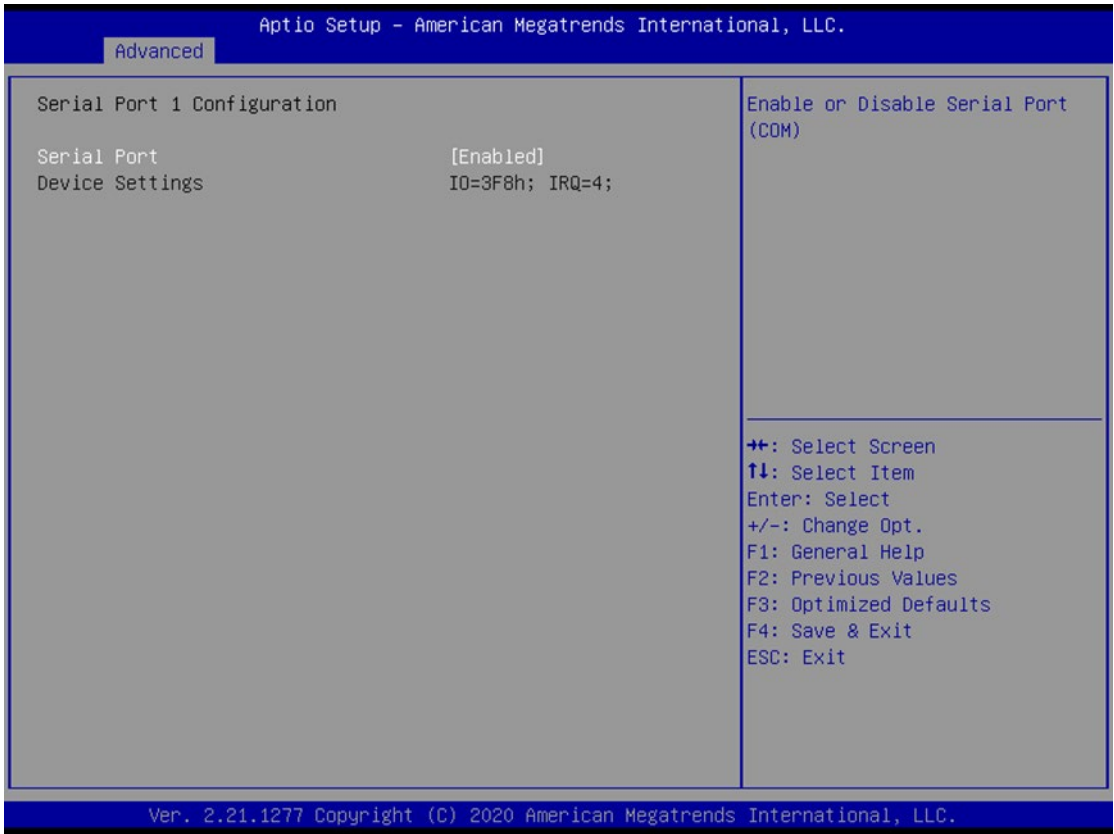 Aptio Setup – American Megatrends International, LLC.
Advanced
Serial Port 1 Configuration
Serial Port [Enabled]
Device Settings IO=3F8h; IRQ=4;
Enable or Disable Serial Port
(COM)
→←: Select Screen
↑↓: Select Item
Enter: Select
+/-: Change Opt.
F1: General Help
F2: Previous Values
F3: Optimized Defaults
F4: Save & Exit
ESC: Exit
Ver. 2.21.1277 Copyright (C) 2020 American Megatrends International, LLC.